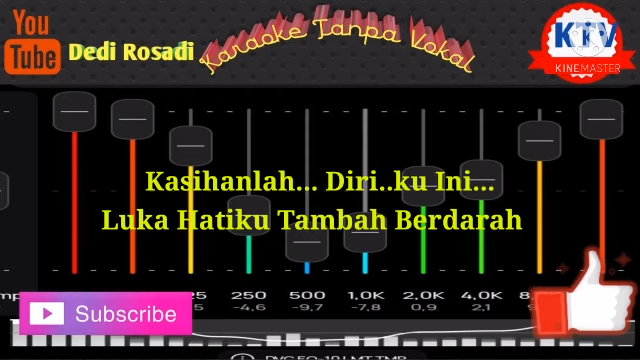 You
Tube
Dedi Rosadi
Karaoke Tanpa Vokal
KTV
KINEMASTER
Kasihanlah... Diri..ku Ini...
Luka Hatiku Tambah Berdarah
250 500 1,0K 2,0K 4,0K
-4,6 -9,7 -7,8 0,9 2,1
Subscribe